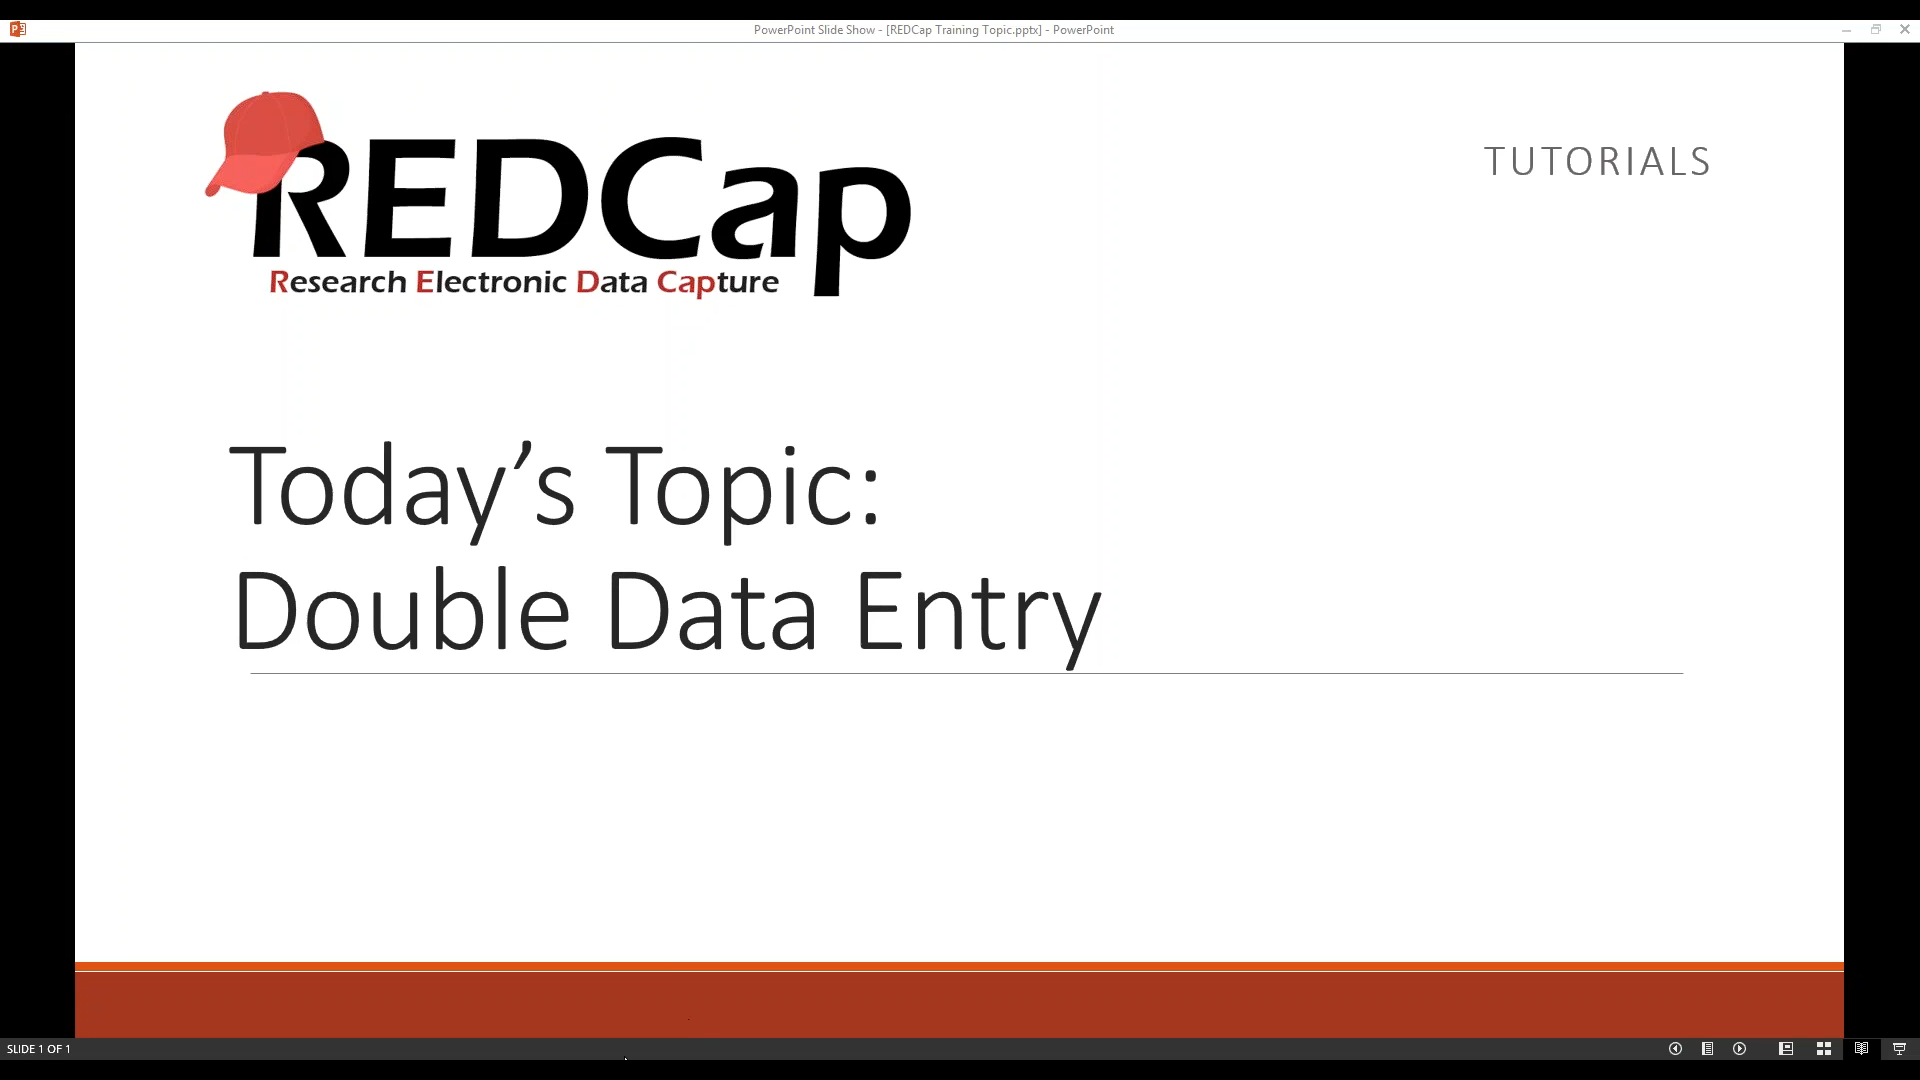 PowerPoint Slide Show - [REDCap Training Topic.pptx] - PowerPoint
REDCap
Research Electronic Data Capture
TUTORIALS
Today’s Topic:
Double Data Entry
SLIDE 1 OF 1